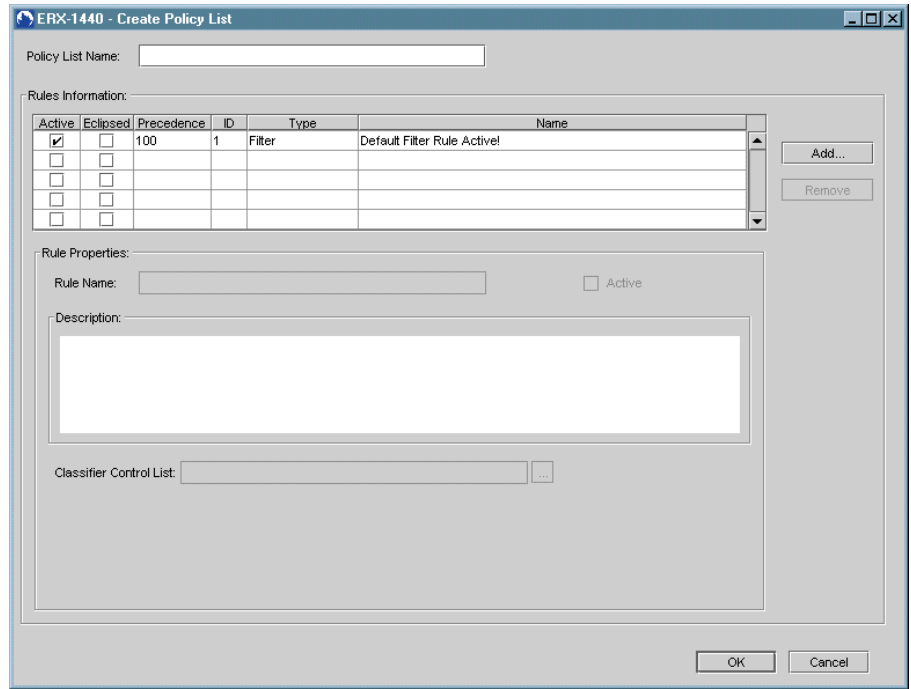 ERX-1440 - Create Policy List
Policy List Name:
Rules Information:
Active Eclipsed Precedence ID Type Name
100 1 Filter Default Filter Rule Active!
Add...
Remove
Rule Properties:
Rule Name: Active
Description:
Classifier Control List: ...
OK Cancel